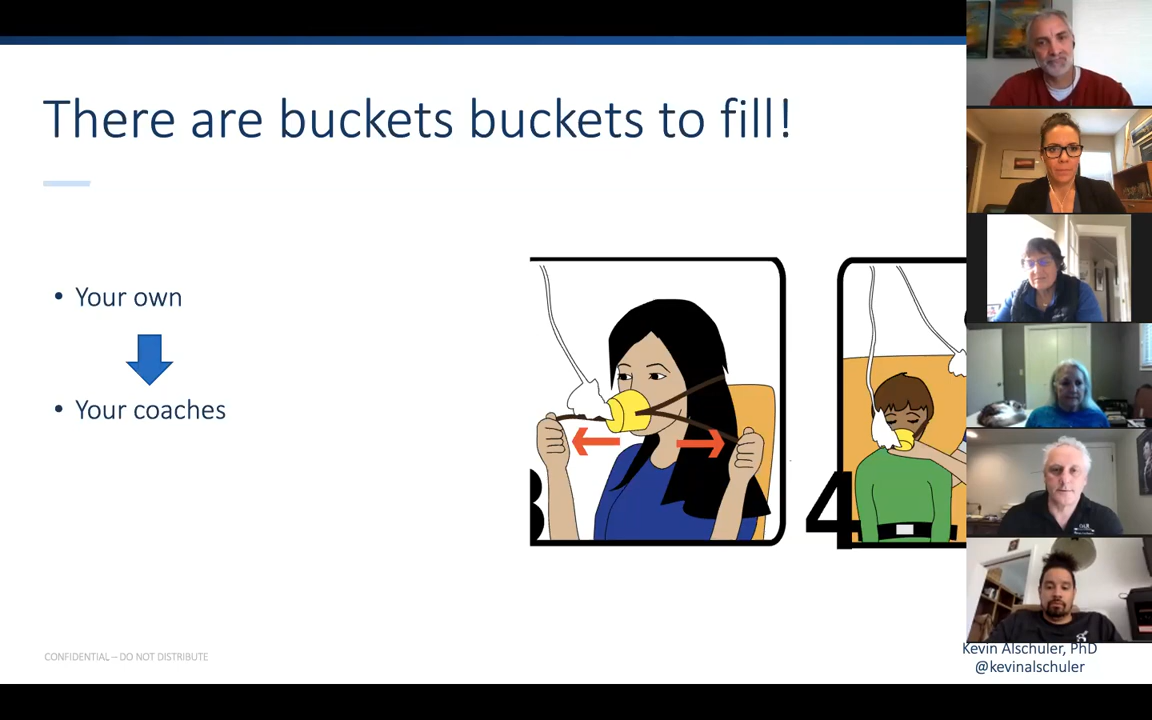 There are buckets buckets to fill!
• Your own
• Your coaches
3
4
CONFIDENTIAL – DO NOT DISTRIBUTE
Kevin Alschuler, PhD
@kevinalschuler